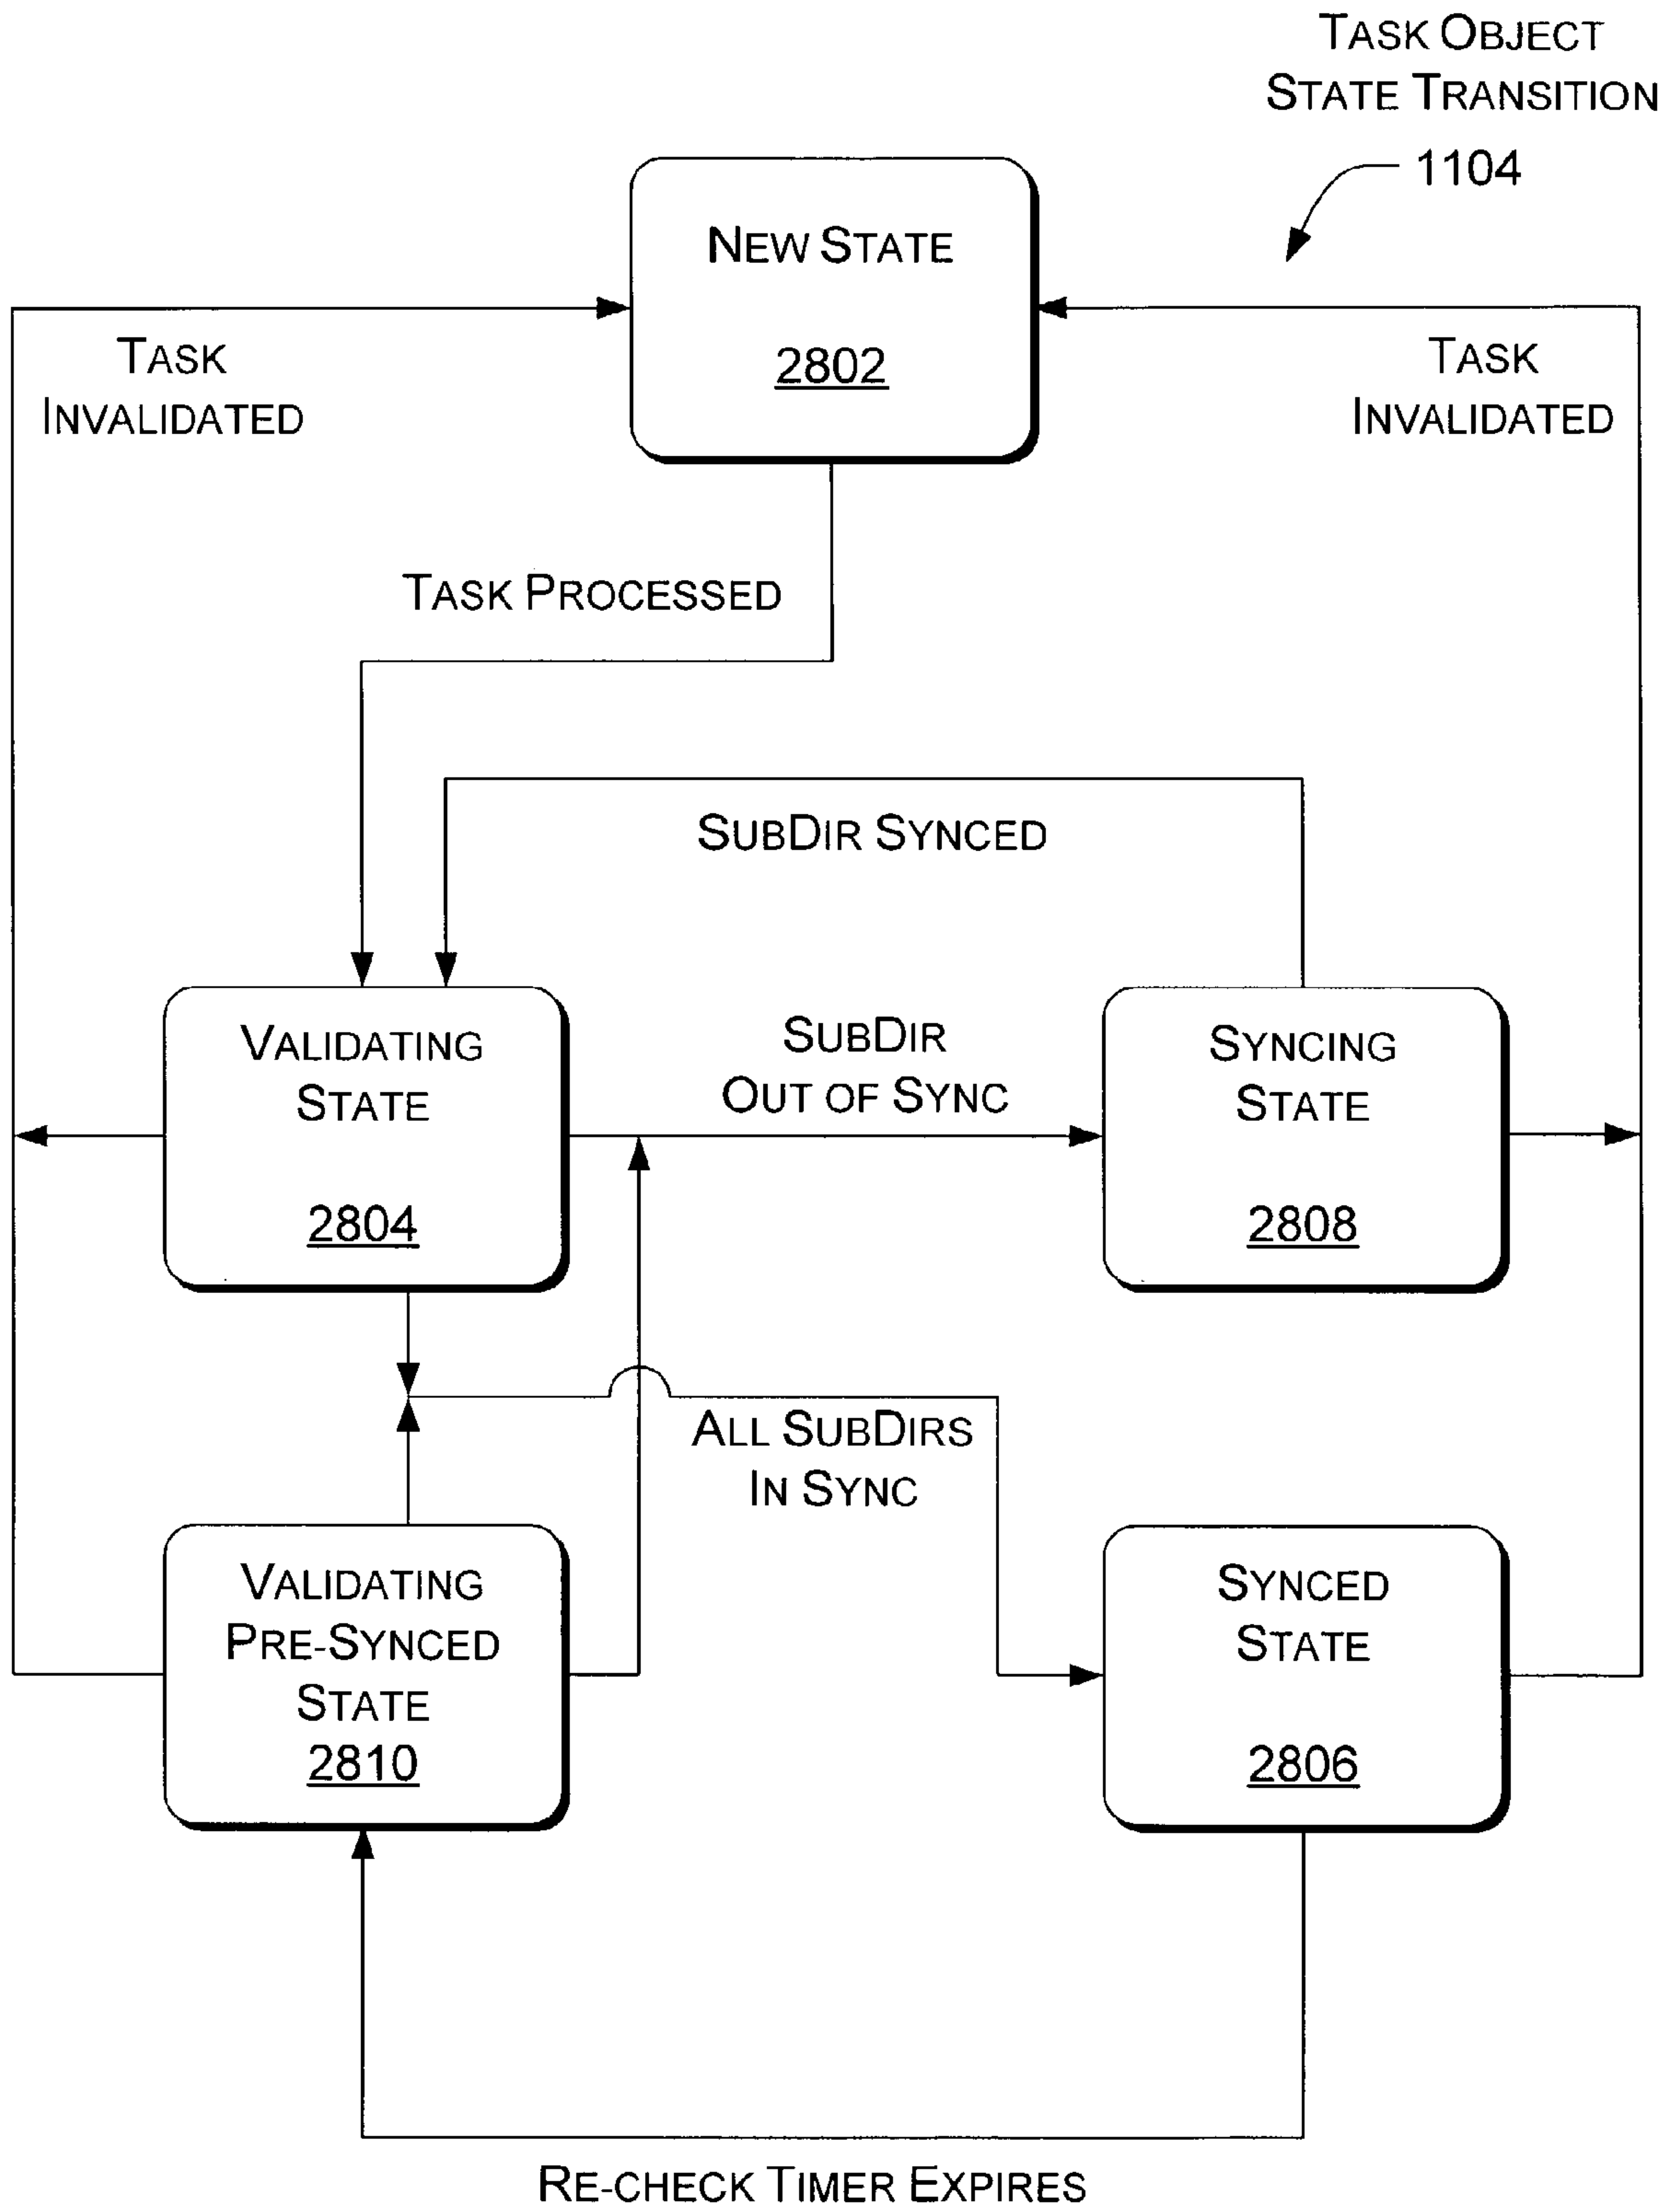 TASK OBJECT
STATE TRANSITION
1104
NEW STATE
2802
TASK
INVALIDATED
TASK
INVALIDATED
TASK PROCESSED
SUBDIR SYNCED
VALIDATING
STATE
2804
SUBDIR
OUT OF SYNC
SYNCING
STATE
2808
ALL SUBDIRS
IN SYNC
VALIDATING
PRE-SYNCED
STATE
2810
SYNCED
STATE
2806
RE-CHECK TIMER EXPIRES